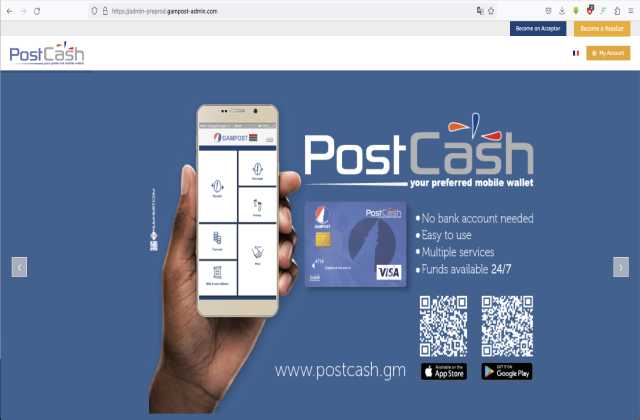 https://admin-preprod.gampost-admin.com
Become an Acceptor
Become a Reseller
PostCash
your preferred mobile wallet
My Account
GAMPOST
PostCash
your preferred mobile wallet
GAMPOST
PostCash
VISA
• No bank account needed
• Easy to use
• Multiple services
• Funds available 24/7
www.postcash.gm
Available on the
App Store
GET IT ON
Google Play